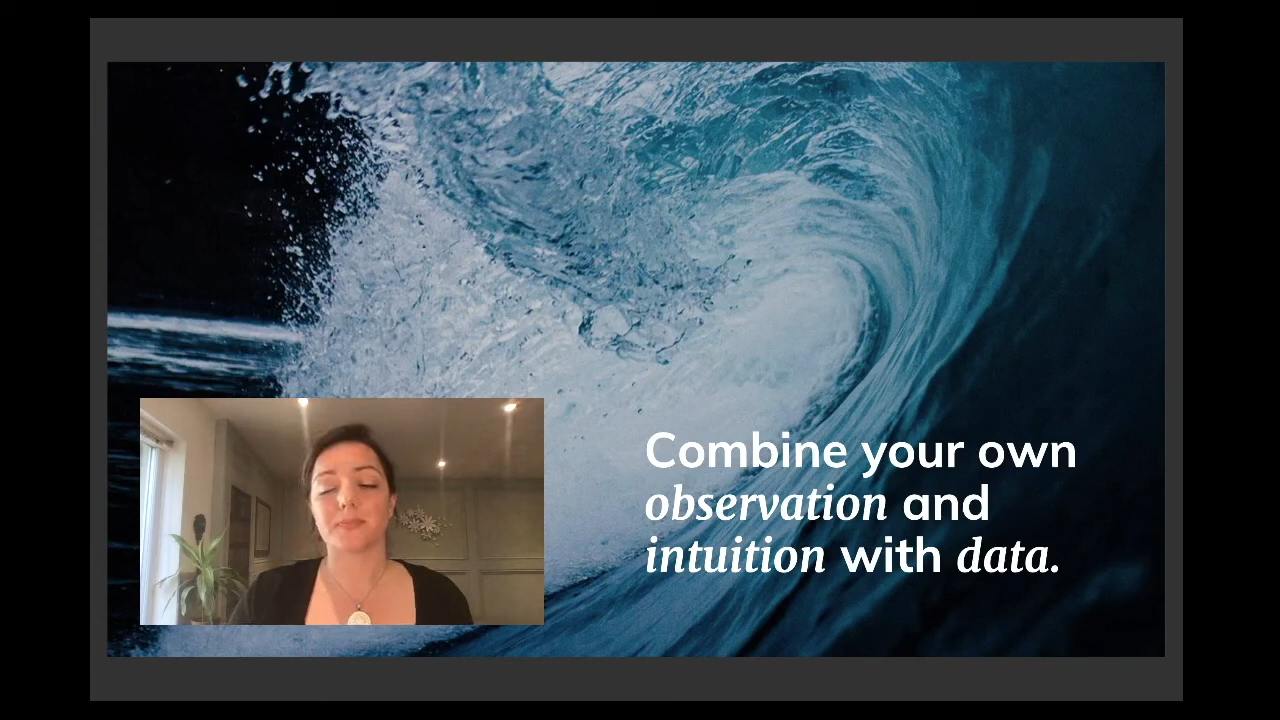 Combine your own
observation and
intuition with data.